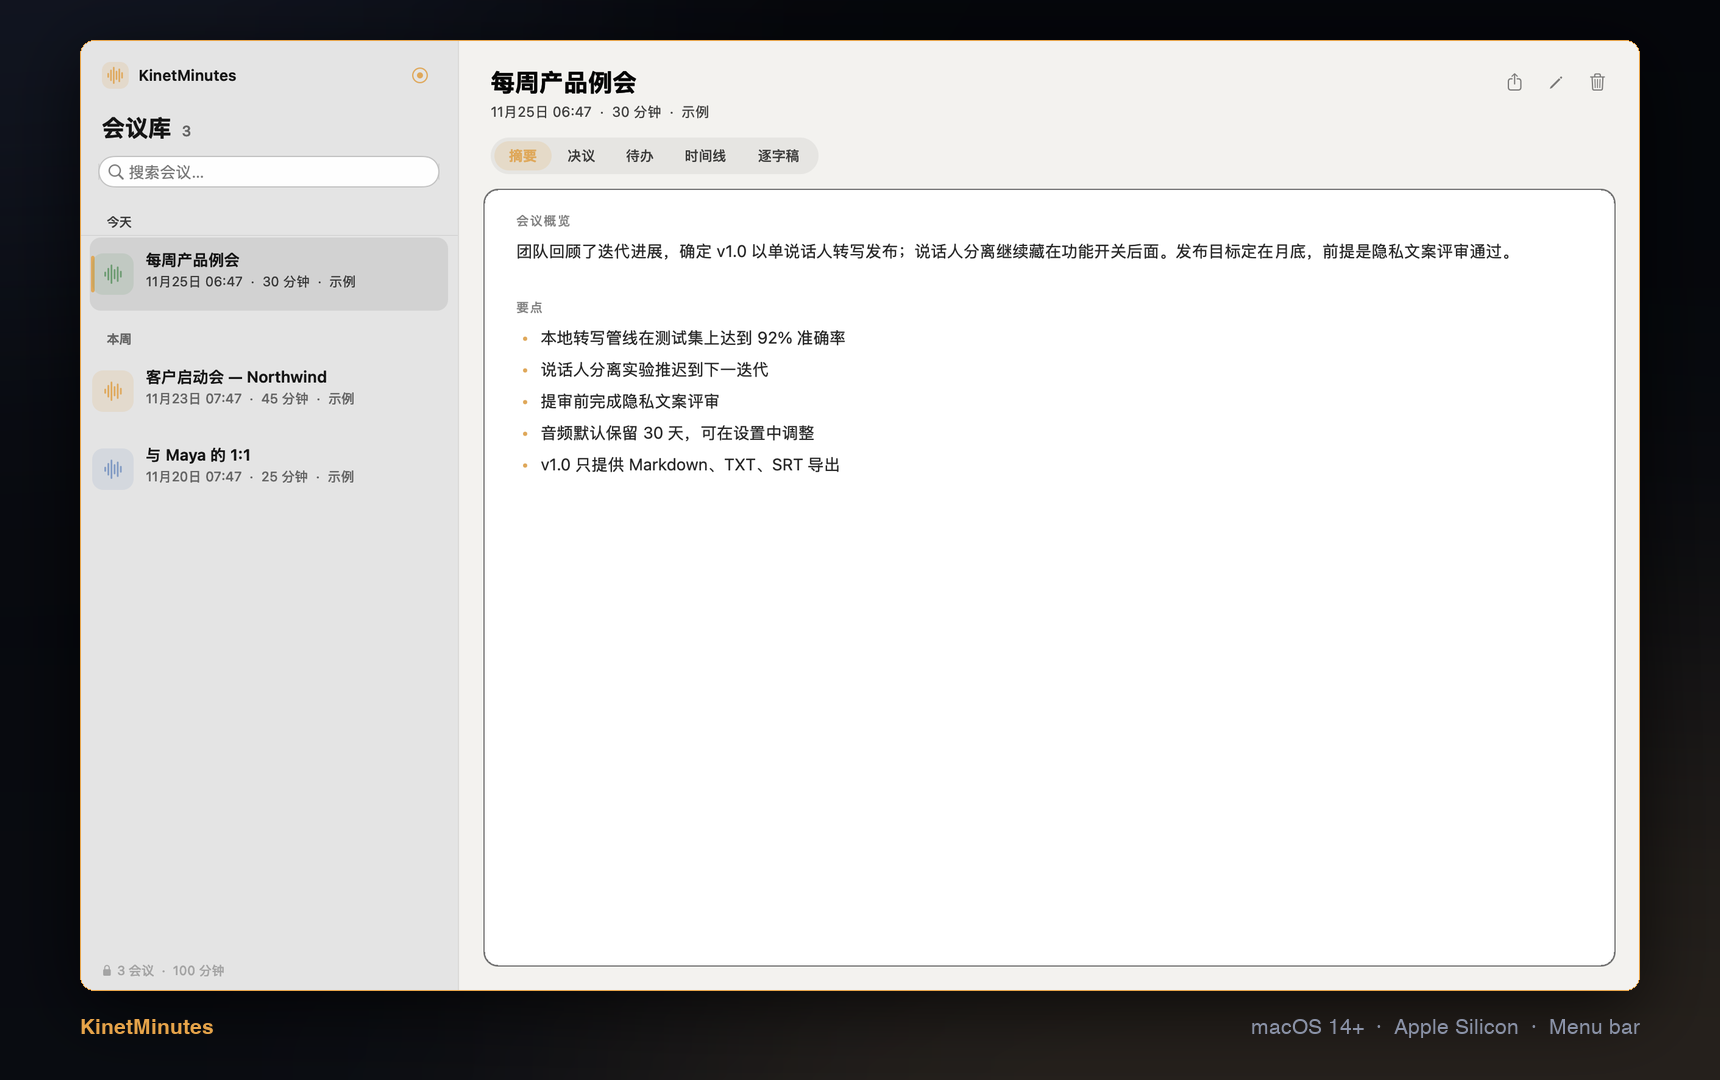 KinetMinutes
会议库 3
搜索会议...
今天
每周产品例会
11月25日 06:47 · 30 分钟 · 示例
本周
客户启动会 — Northwind
11月23日 07:47 · 45 分钟 · 示例
与 Maya 的 1:1
11月20日 07:47 · 25 分钟 · 示例
3 会议 · 100 分钟
每周产品例会
11月25日 06:47 · 30 分钟 · 示例
摘要 决议 待办 时间线 逐字稿
会议概览
团队回顾了迭代进展，确定 v1.0 以单说话人转写发布；说话人分离继续藏在功能开关后面。发布目标定在月底，前提是隐私文案评审通过。
要点
• 本地转写管线在测试集上达到 92% 准确率
• 说话人分离实验推迟到下一迭代
• 提审前完成隐私文案评审
• 音频默认保留 30 天，可在设置中调整
• v1.0 只提供 Markdown、TXT、SRT 导出
KinetMinutes
macOS 14+ · Apple Silicon · Menu bar